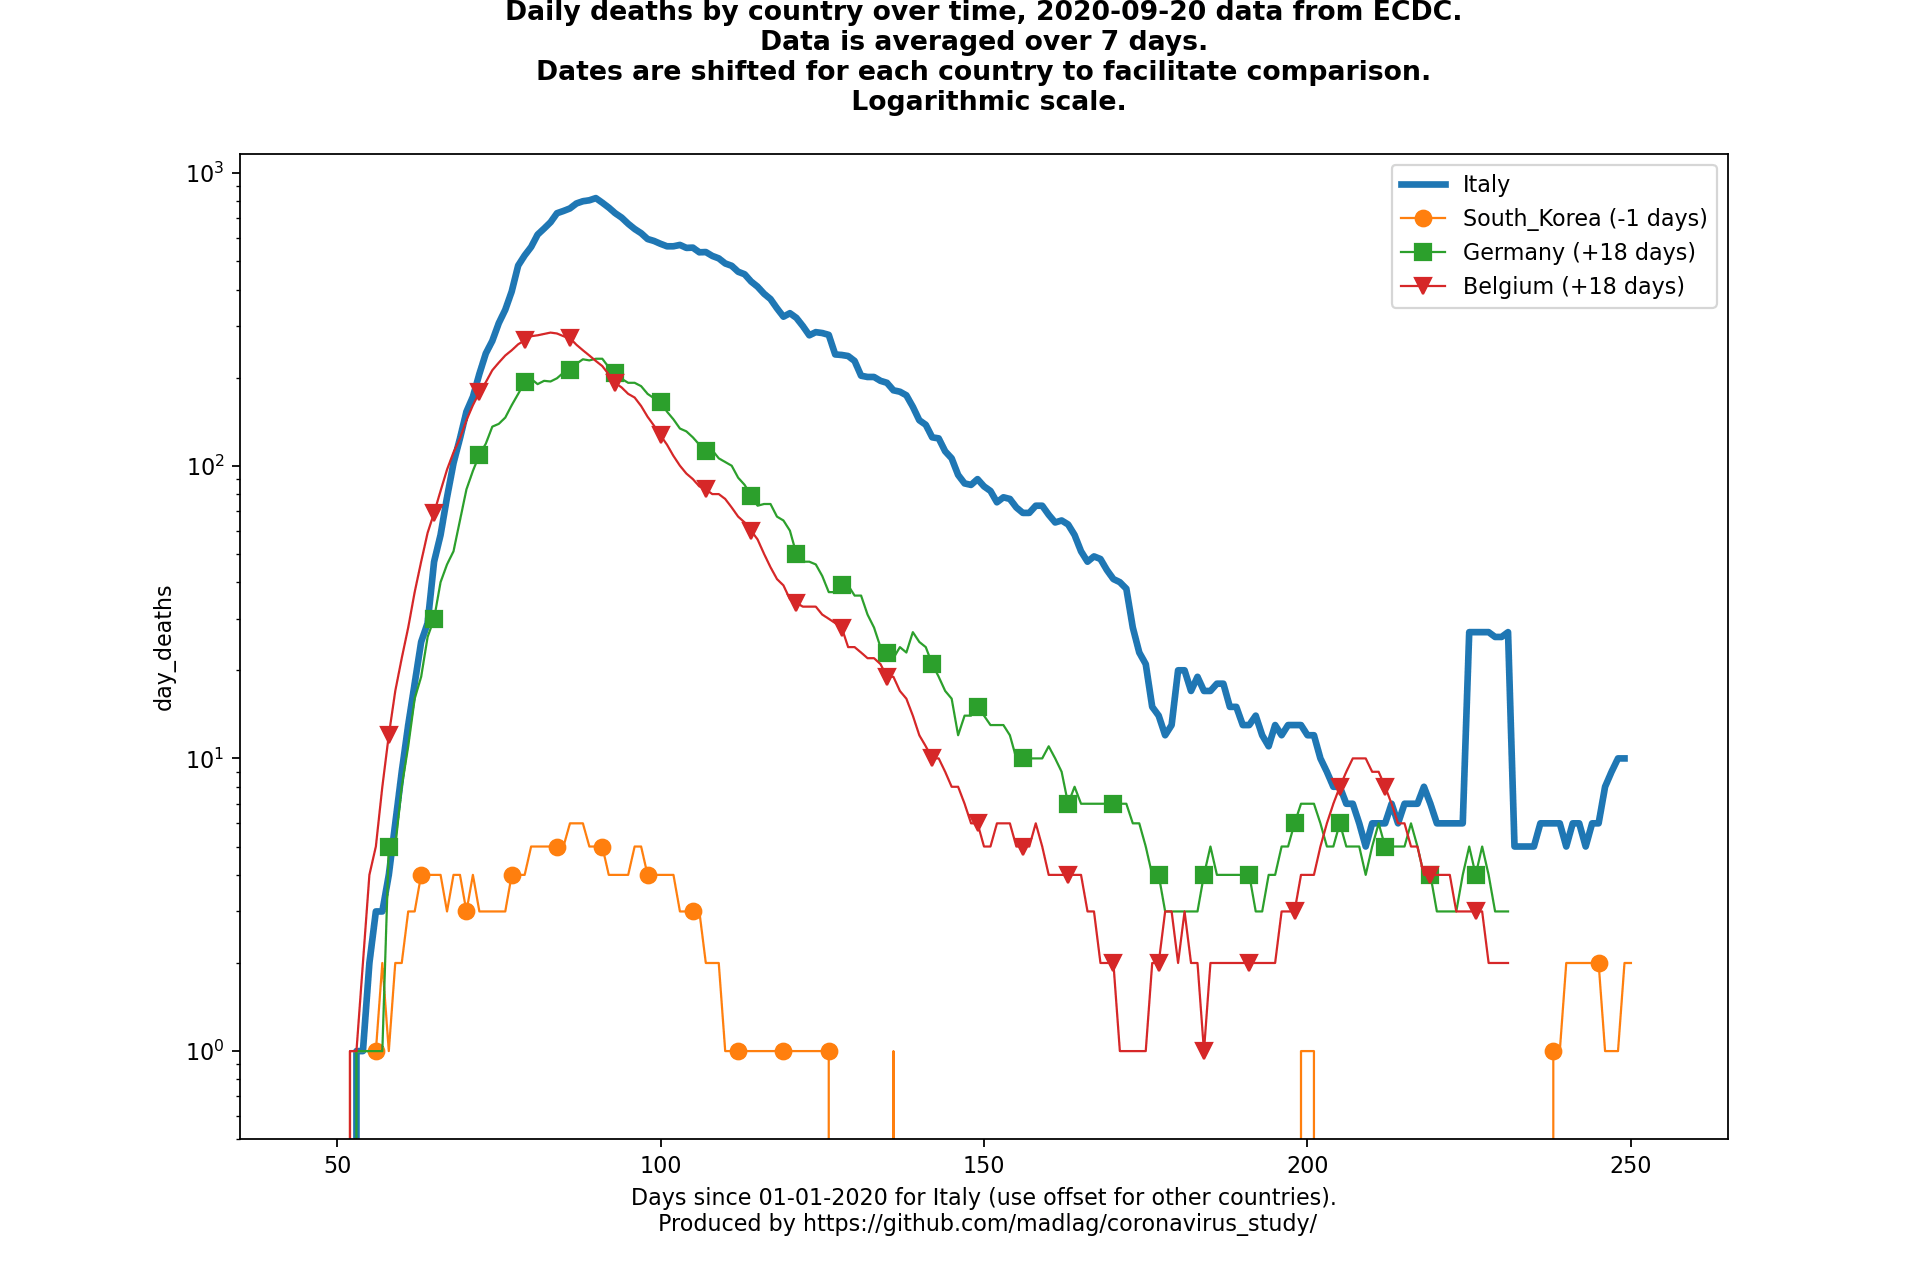 Daily deaths by country over time, 2020-09-20 data from ECDC.
Data is averaged over 7 days.
Dates are shifted for each country to facilitate comparison.
Logarithmic scale.
10³
10²
10¹
10⁰
day_deaths
Italy
South_Korea (-1 days)
Germany (+18 days)
Belgium (+18 days)
50 100 150 200 250
Days since 01-01-2020 for Italy (use offset for other countries).
Produced by https://github.com/madlag/coronavirus_study/